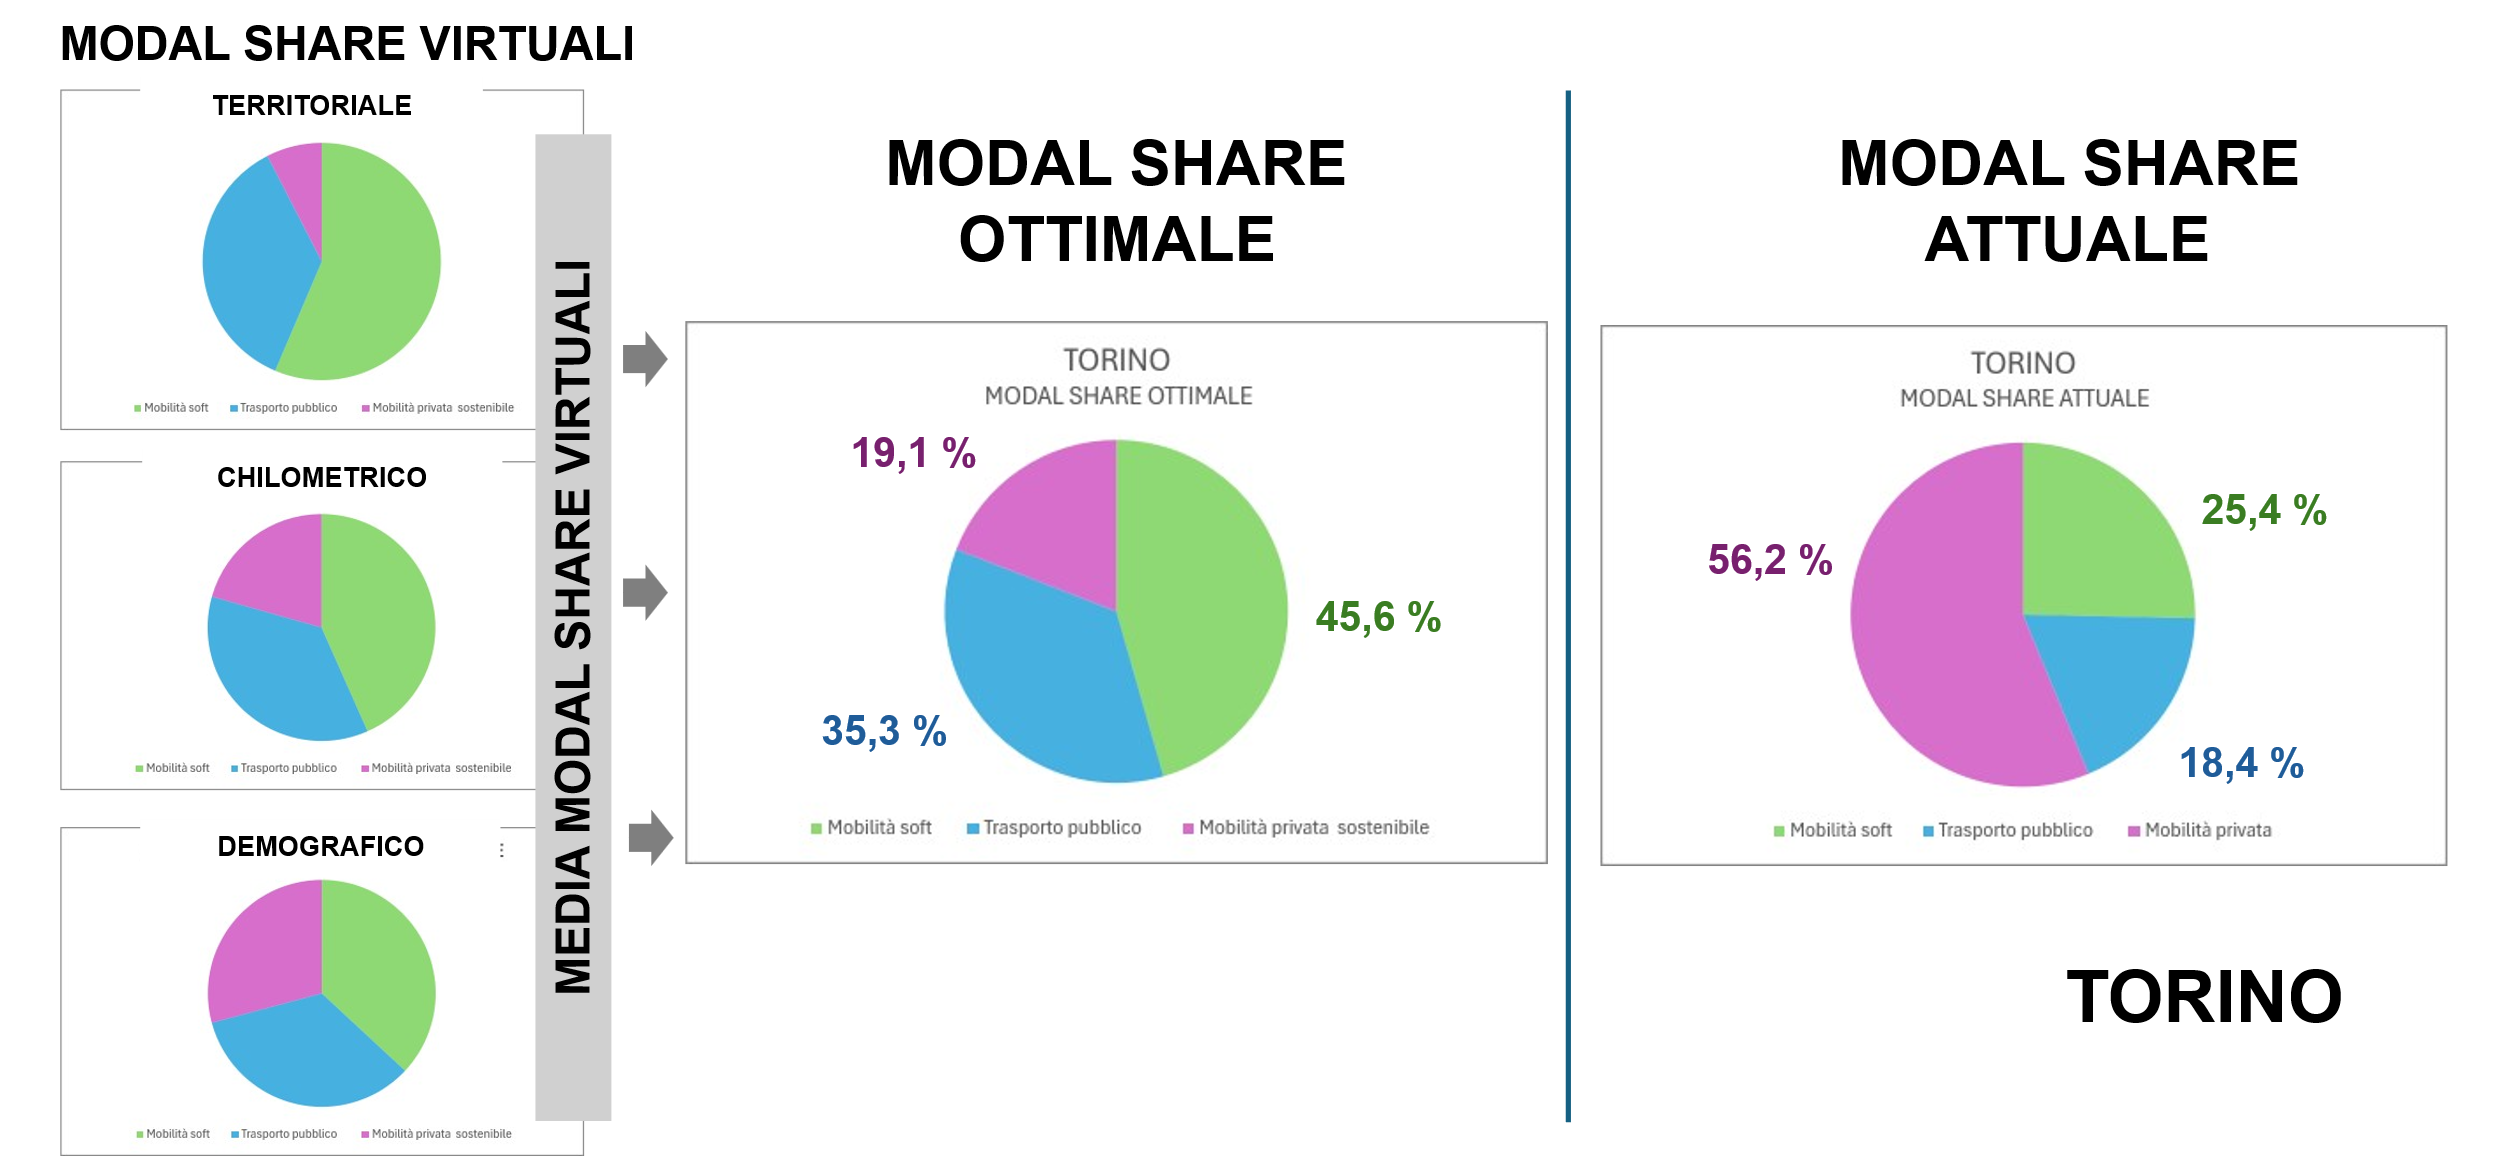 MODAL SHARE VIRTUALI
TERRITORIALE
Mobilità soft Trasporto pubblico Mobilità privata sostenibile
CHILOMETRICO
Mobilità soft Trasporto pubblico Mobilità privata sostenibile
DEMOGRAFICO
Mobilità soft Trasporto pubblico Mobilità privata sostenibile
MEDIA MODAL SHARE VIRTUALI
MODAL SHARE
OTTIMALE
TORINO
MODAL SHARE OTTIMALE
19,1 %
45,6 %
35,3 %
Mobilità soft Trasporto pubblico Mobilità privata sostenibile
MODAL SHARE
ATTUALE
TORINO
MODAL SHARE ATTUALE
25,4 %
56,2 %
18,4 %
Mobilità soft Trasporto pubblico Mobilità privata
TORINO